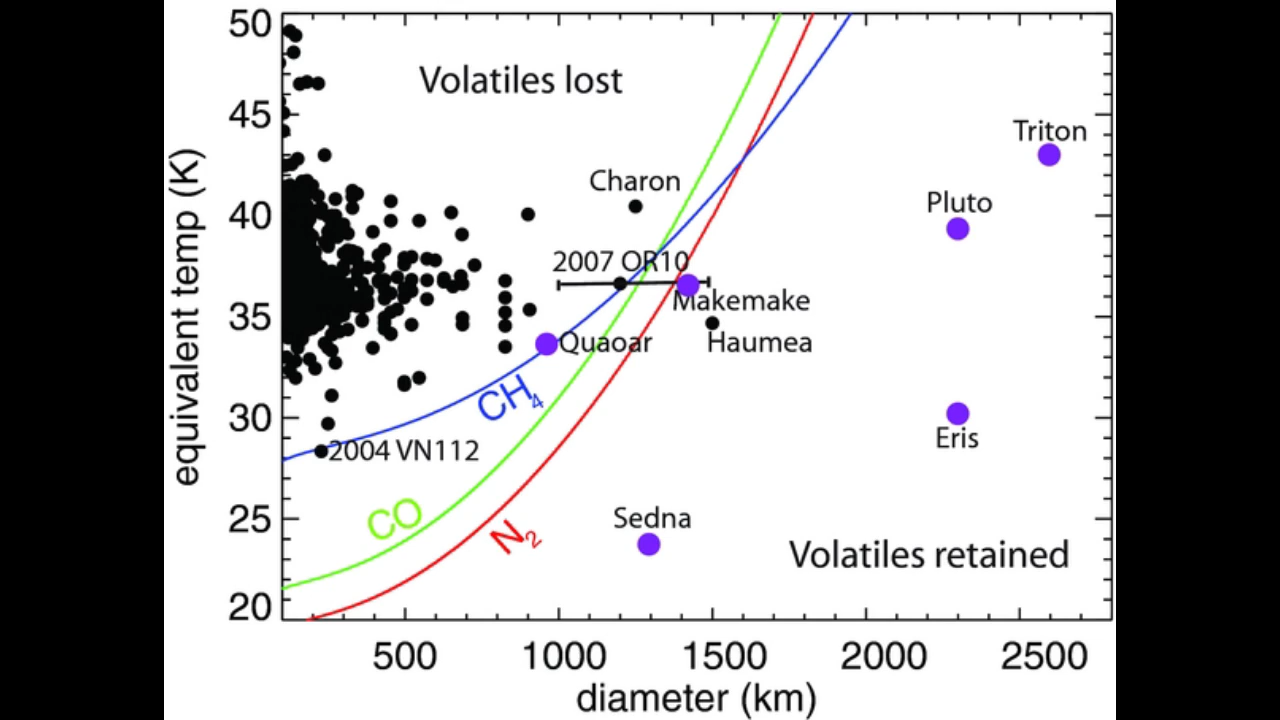 50
Volatiles lost
45
Triton
Charon
40
Pluto
2007 OR10
Makemake
35
Quaoar
Haumea
CH4
30
2004 VN112
Eris
CO
25
Sedna
N2
Volatiles retained
20
equivalent temp (K)
500 1000 1500 2000 2500
diameter (km)